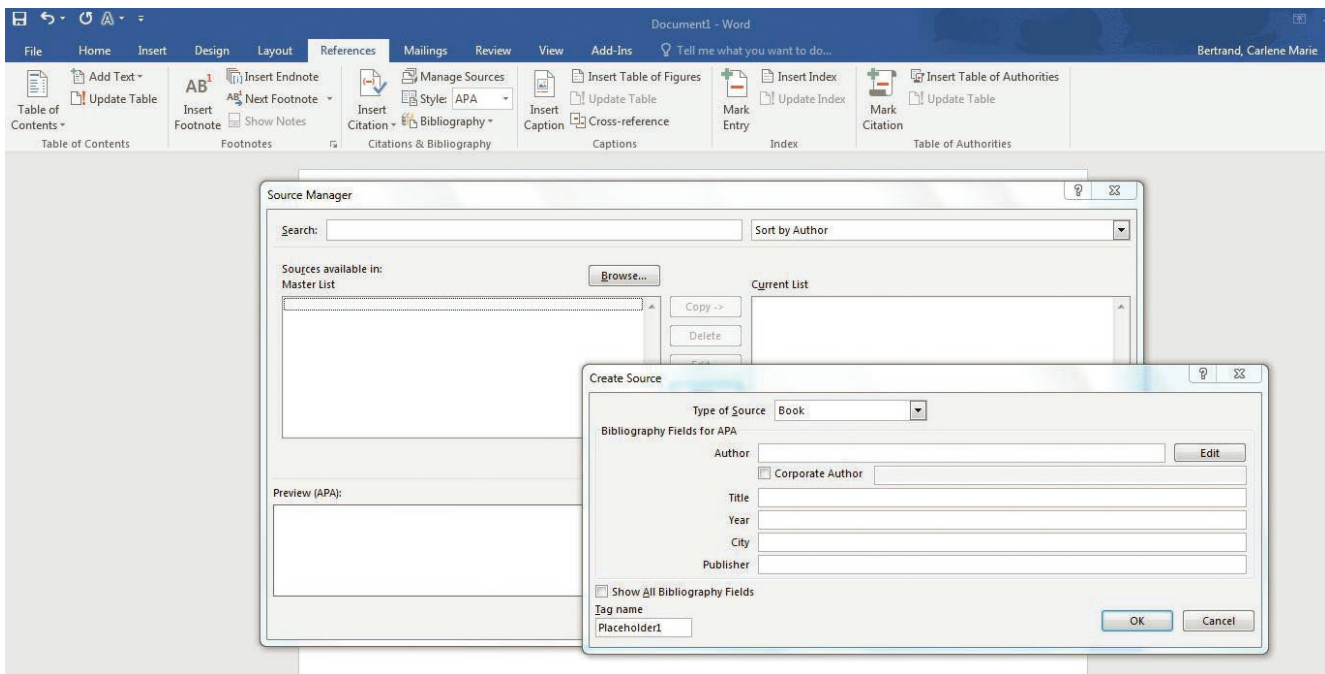 Document1 - Word
File Home Insert Design Layout References Mailings Review View Add-Ins Tell me what you want to do... Bertrand, Carlene Marie
Table of Contents
Add Text
Update Table
Table of Contents
AB1
Insert Footnote
Insert Endnote
AB1 Next Footnote
Show Notes
Footnotes
Insert Citation
Manage Sources
Style: APA
Bibliography
Citations & Bibliography
Insert Caption
Insert Table of Figures
Update Table
Cross-reference
Captions
Mark Entry
Insert Index
Update Index
Index
Mark Citation
Insert Table of Authorities
Update Table
Table of Authorities
Source Manager
Search:
Sort by Author
Sources available in:
Master List
Browse...
Current List
Copy ->
Delete
Preview (APA):
Create Source
Type of Source Book
Bibliography Fields for APA
Author
Edit
Corporate Author
Title
Year
City
Publisher
Show All Bibliography Fields
Tag name
Placeholder1
OK
Cancel